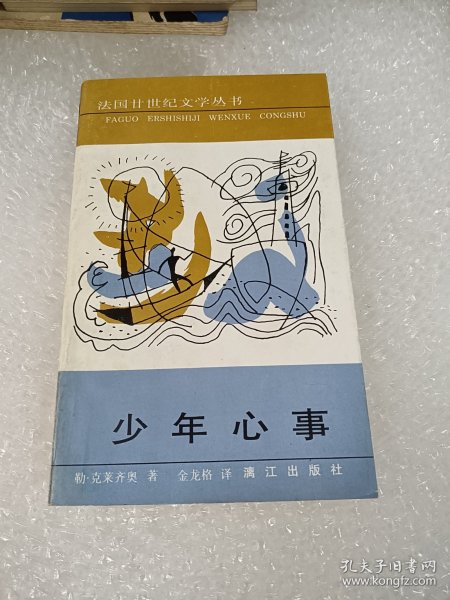 法国廿世纪文学丛书
FAGUO ERSHISHIJI WENXUE CONGSHU
少年心事
勒·克莱齐奥 著 金龙格 译 漓江出版社
孔夫子旧书网
www.kongfz.com